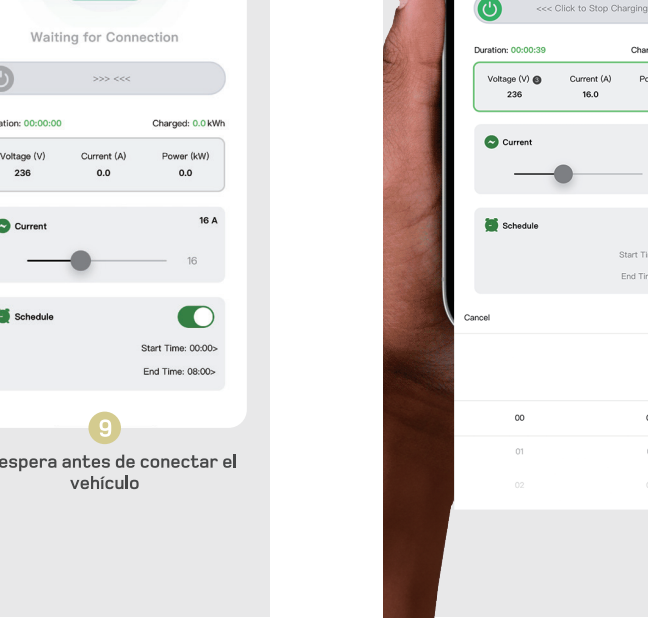 Waiting for Connection
>>> <<<
00:00:00
Charged: 0.0 kWh
Voltage (V)
Current (A)
Power (kW)
236
0.0
0.0
Current
16 A
16
Schedule
Start Time: 00:00>
End Time: 08:00>
9
espera antes de conectar el
vehículo
<<< Click to Stop Charging
Duration: 00:00:39
Voltage (V) 3
Current (A)
236
16.0
Current
Schedule
Cancel
00
01
02